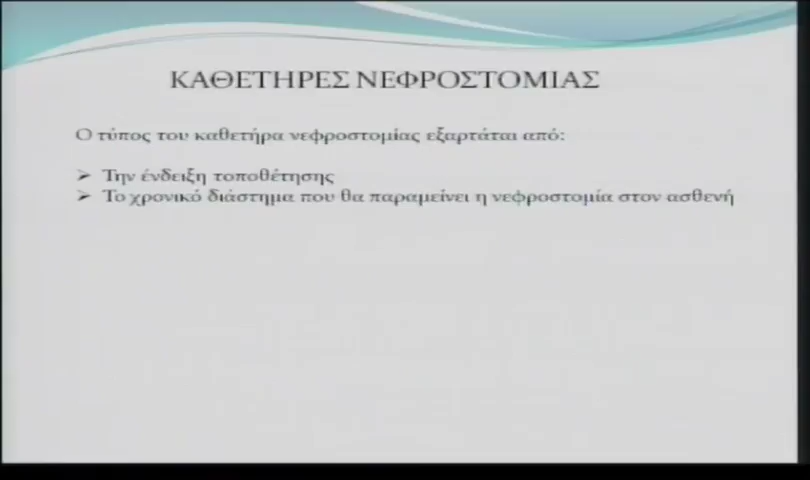 ΚΑΘΕΤΗΡΕΣ ΝΕΦΡΟΣΤΟΜΙΑΣ
Ο τύπος του καθετήρα νεφροστομίας εξαρτάται από:
➢ Την ένδειξη τοποθέτησης
➢ Το χρονικό διάστημα που θα παραμείνει η νεφροστομία στον ασθενή